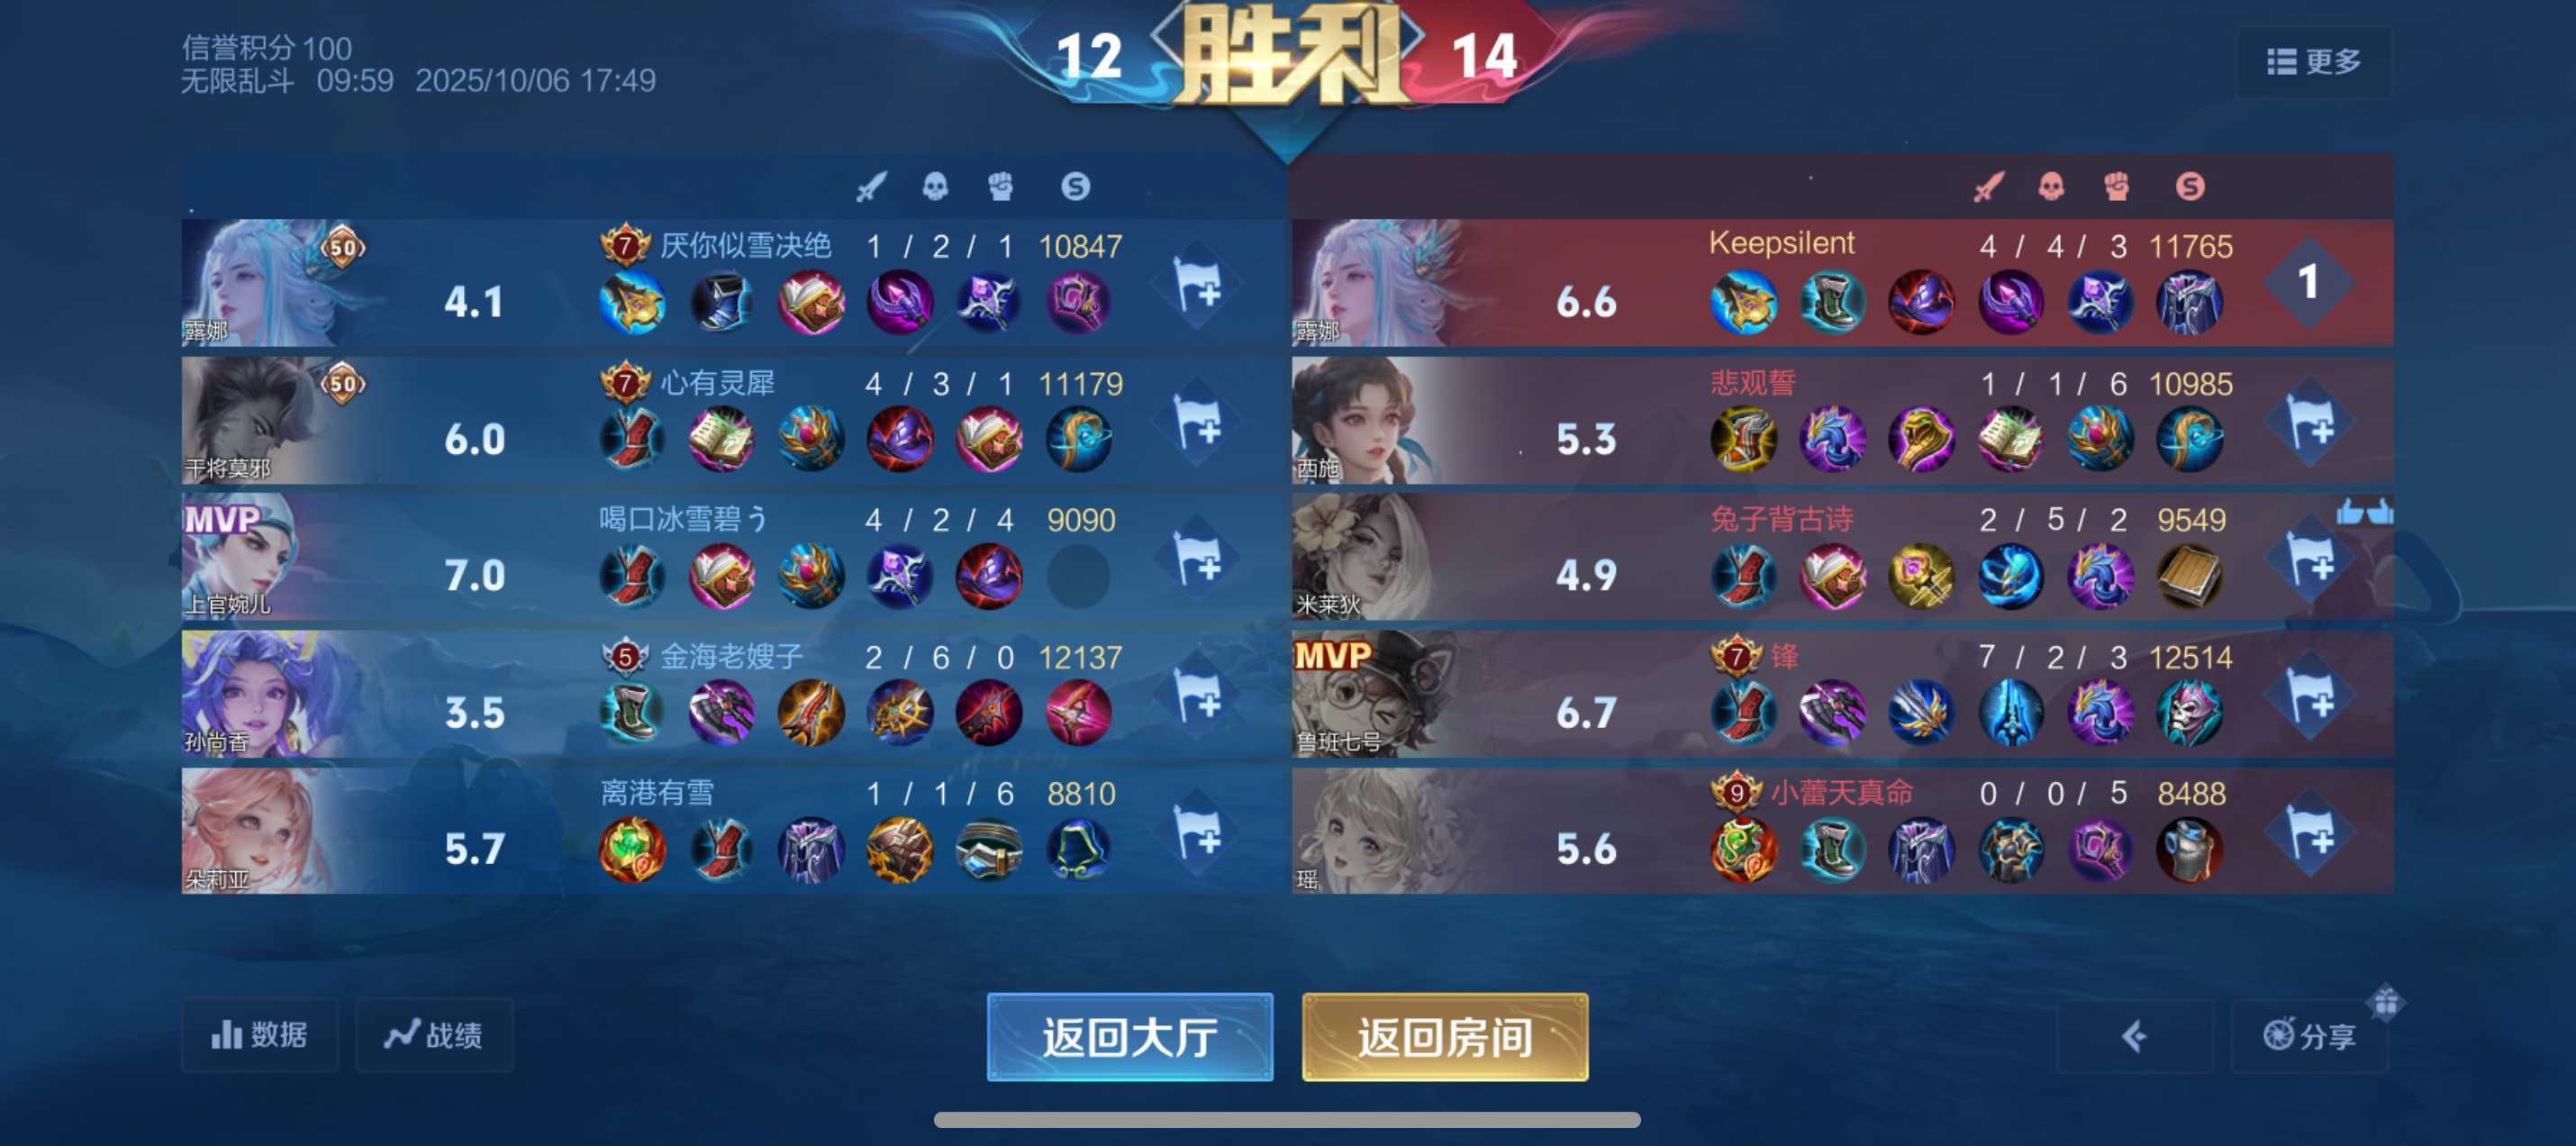 信誉积分 100
无限乱斗 09:59 2025/10/06 17:49
12 胜利 14
更多
50
露娜
4.1
7 厌你似雪决绝 1 / 2 / 1 10847
50
干将莫邪
6.0
7 心有灵犀 4 / 3 / 1 11179
MVP
上官婉儿
7.0
喝口冰雪碧う 4 / 2 / 4 9090
孙尚香
3.5
5 金海老嫂子 2 / 6 / 0 12137
朵莉亚
5.7
离港有雪 1 / 1 / 6 8810
露娜
6.6
Keepsilent 4 / 4 / 3 11765
1
西施
5.3
悲观誓 1 / 1 / 6 10985
米莱狄
4.9
兔子背古诗 2 / 5 / 2 9549
MVP
鲁班七号
6.7
7 锋 7 / 2 / 3 12514
瑶
5.6
9 小蕾天真命 0 / 0 / 5 8488
数据
战绩
返回大厅
返回房间
分享